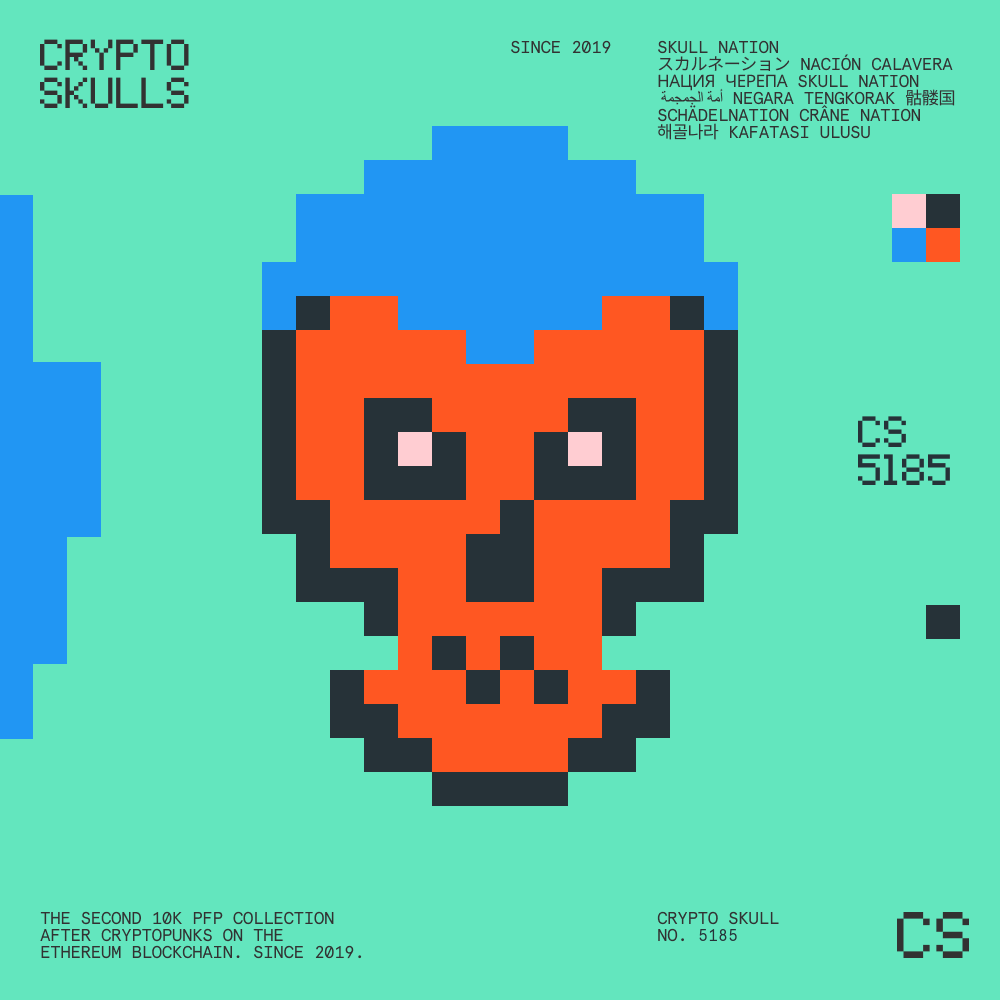 CRYPTO
SKULLS
SINCE 2019
SKULL NATION
スカルネーション NACIÓN CALAVERA
НАЦИЯ ЧЕРЕПА SKULL NATION
أمة الجمجمة NEGARA TENGKORAK 骷髅国
SCHÄDELNATION CRÂNE NATION
해골나라 KAFATASI ULUSU
CS
5185
THE SECOND 10K PFP COLLECTION
AFTER CRYPTOPUNKS ON THE
ETHEREUM BLOCKCHAIN. SINCE 2019.
CRYPTO SKULL
NO. 5185
CS